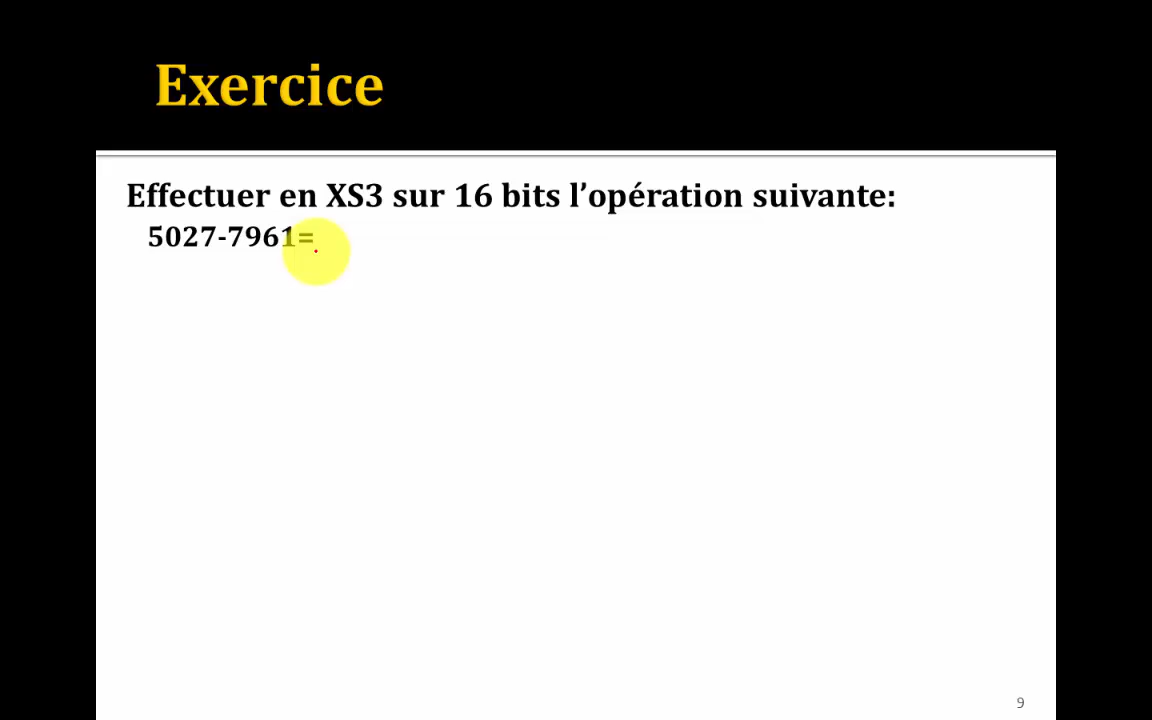 Exercice
Effectuer en XS3 sur 16 bits l’opération suivante:
5027-7961=
9